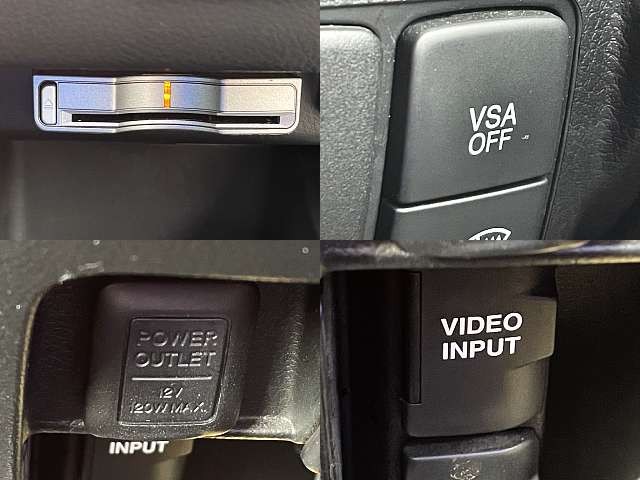 VSA
OFF
POWER
OUTLET
12V
120W MAX.
INPUT
VIDEO
INPUT